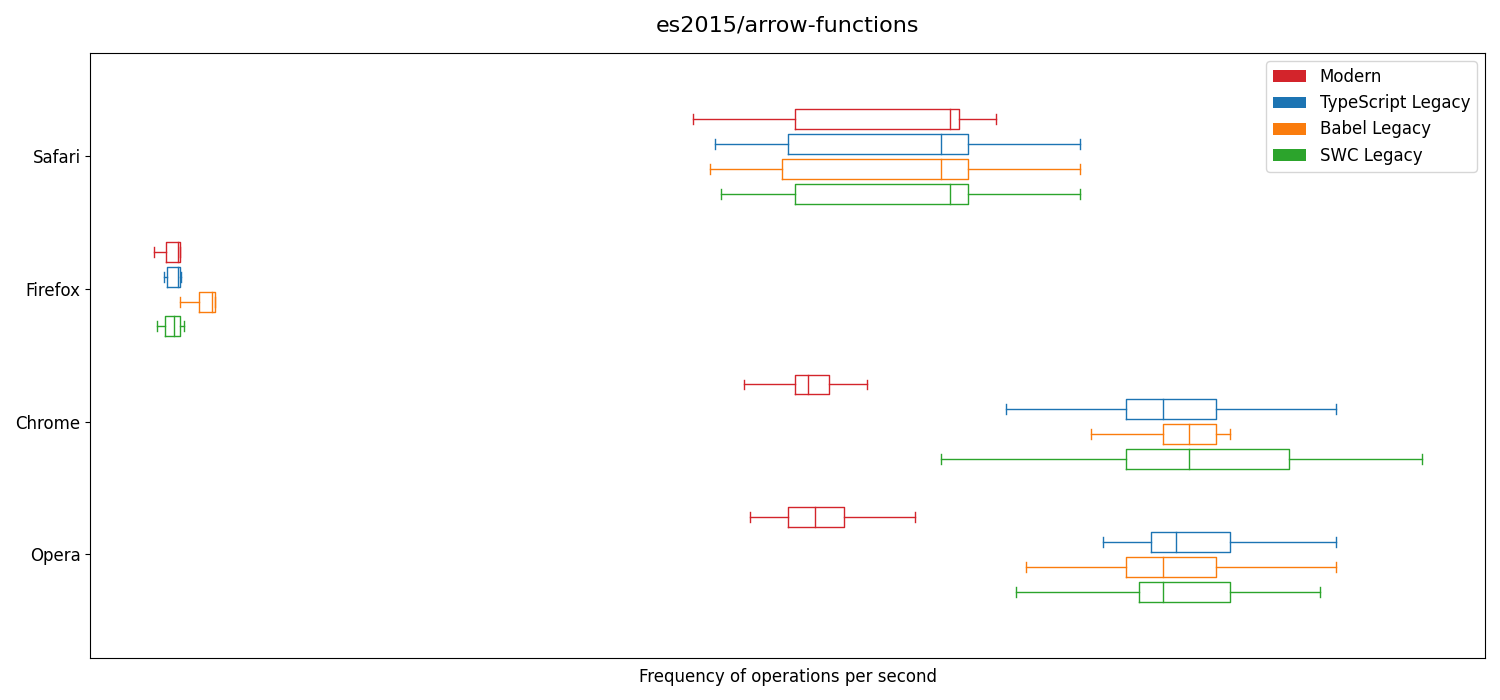 es2015/arrow-functions
Modern
TypeScript Legacy
Babel Legacy
SWC Legacy
Safari
Firefox
Chrome
Opera
Frequency of operations per second